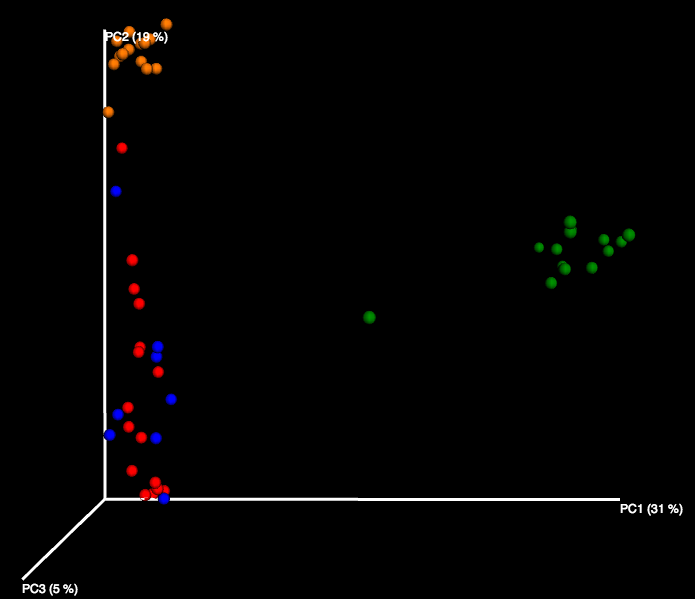 PC2 (19 %)
PC1 (31 %)
PC3 (5 %)